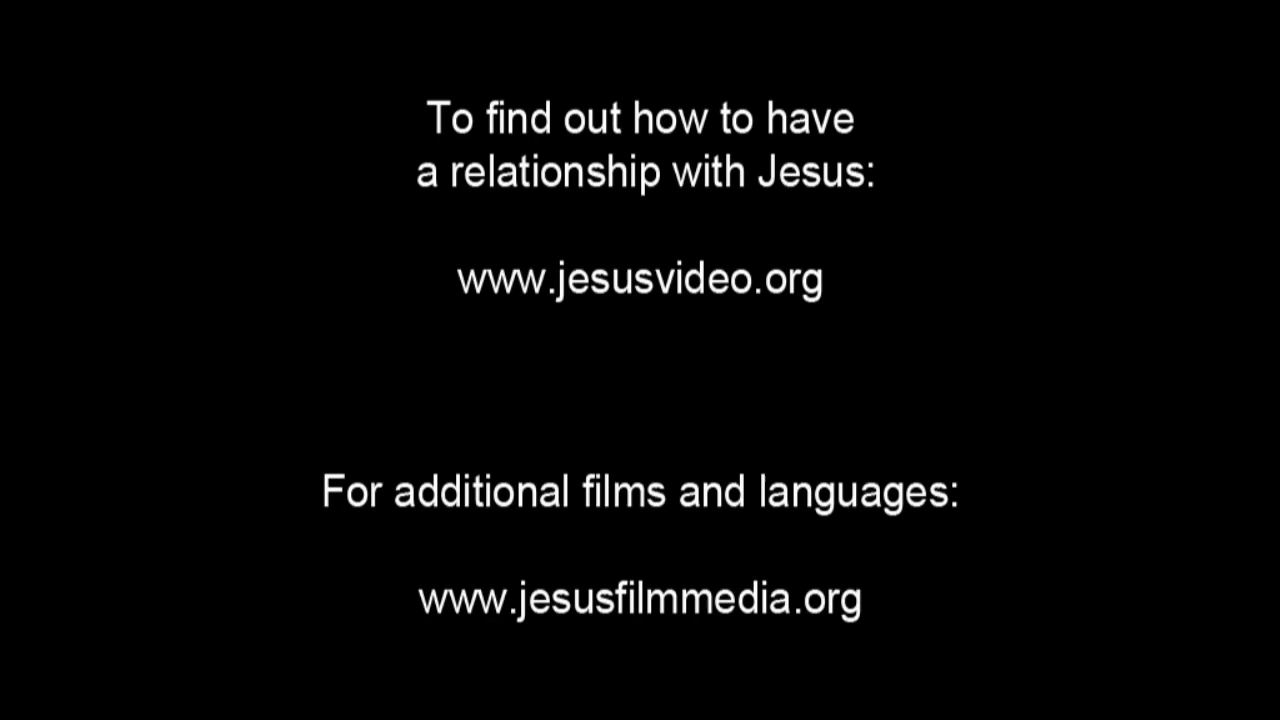 To find out how to have
a relationship with Jesus:
www.jesusvideo.org
For additional films and languages:
www.jesusfilmmedia.org